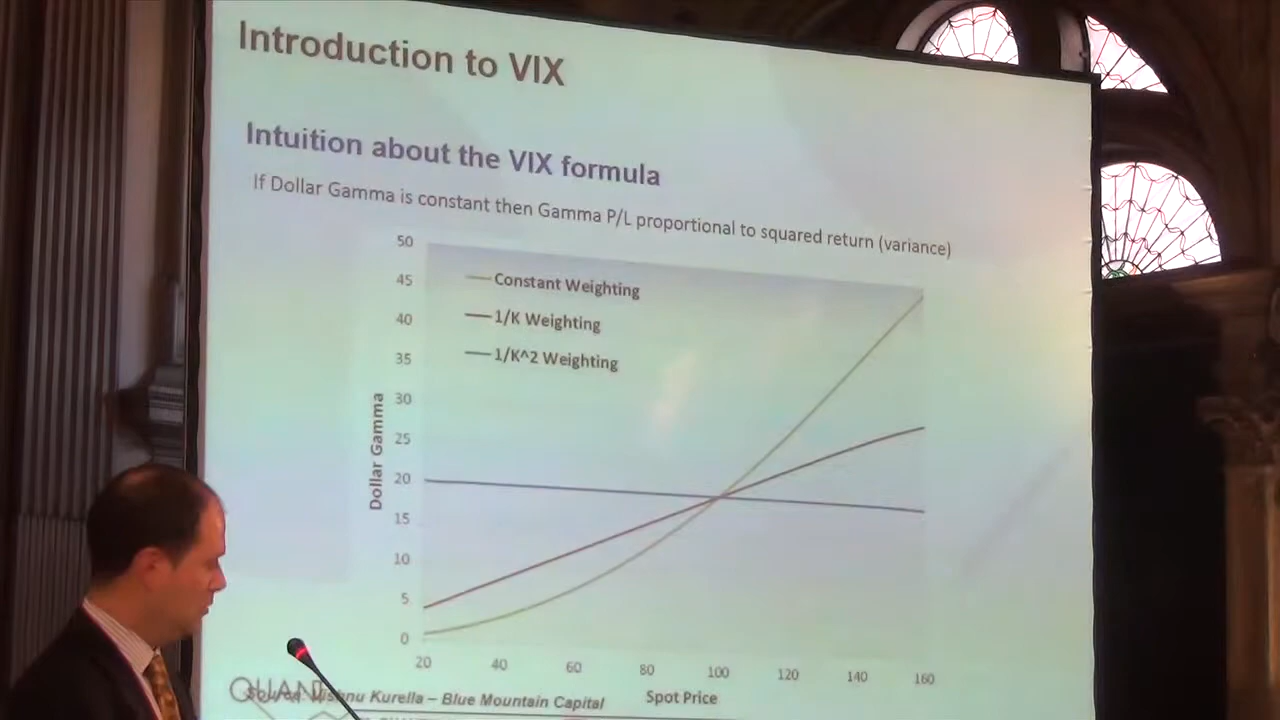 Introduction to VIX
Intuition about the VIX formula
If Dollar Gamma is constant then Gamma P/L proportional to squared return (variance)
50
45
40
35
30
25
20
15
10
5
0
Constant Weighting
1/K Weighting
1/K^2 Weighting
Dollar Gamma
20 40 60 80 100 120 140 160
Spot Price
QUAN
Kurella – Blue Mountain Capital